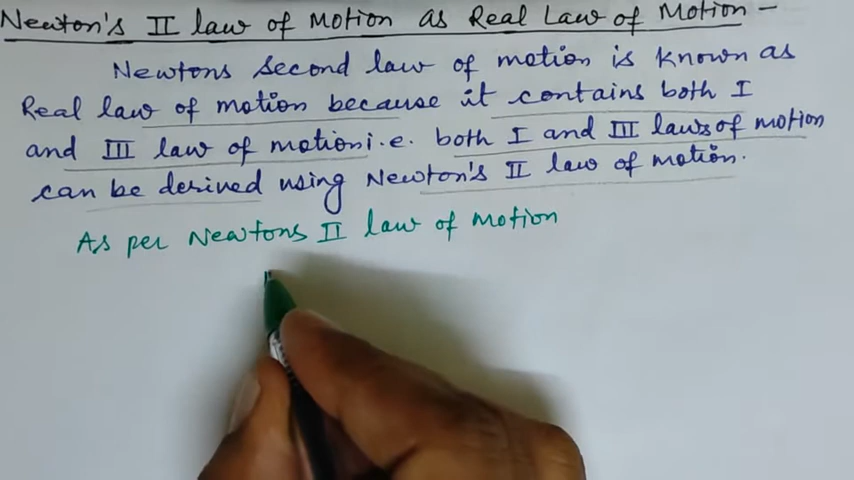 Newton's II law of Motion as Real Law of Motion -
Newtons second law of motion is known as
Real law of motion because it contains both I
and III law of motion i.e. both I and III laws of motion
can be derived using Newton's II law of motion.
As per Newtons II law of motion